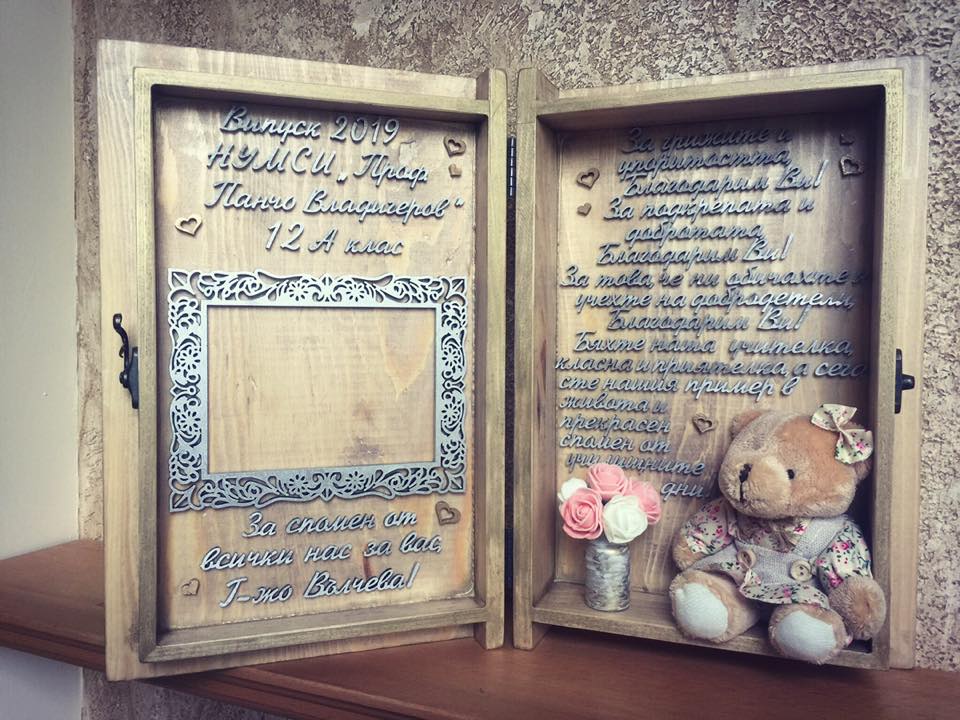 Випуск 2019
НУМСИ „Проф
Панчо Владигеров“
12 А клас
За спомен от
всички нас за вас,
Г-жо Вълчева!
За грижите и
упоритостта,
Благодарим Ви!
За подкрепата и
добротата
Благодарим Ви!
За това, че ни обичахте и
учехте на добродетели,
Благодарим Ви!
Бяхте ната учителка,
класна и приятелка, а сега
сте нашия пример в
живота и
прекрасен
спомен от
училищните
дни,